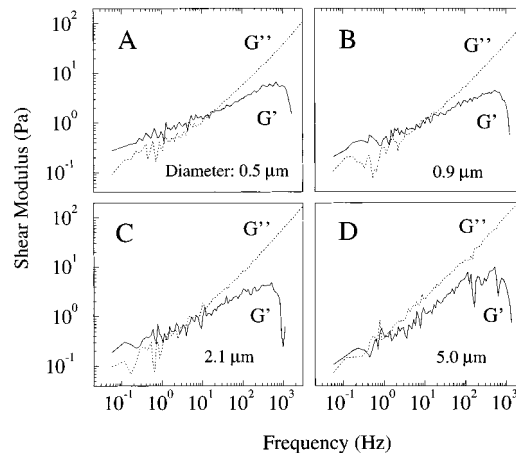 A
G''
G'
Diameter: 0.5 μm
B
G''
G'
0.9 μm
C
G''
G'
2.1 μm
D
G''
G'
5.0 μm
Shear Modulus (Pa)
10²
10¹
10⁰
10⁻¹
10²
10¹
10⁰
10⁻¹
10⁻¹ 10⁰ 10¹ 10² 10³
10⁻¹ 10⁰ 10¹ 10² 10³
Frequency (Hz)